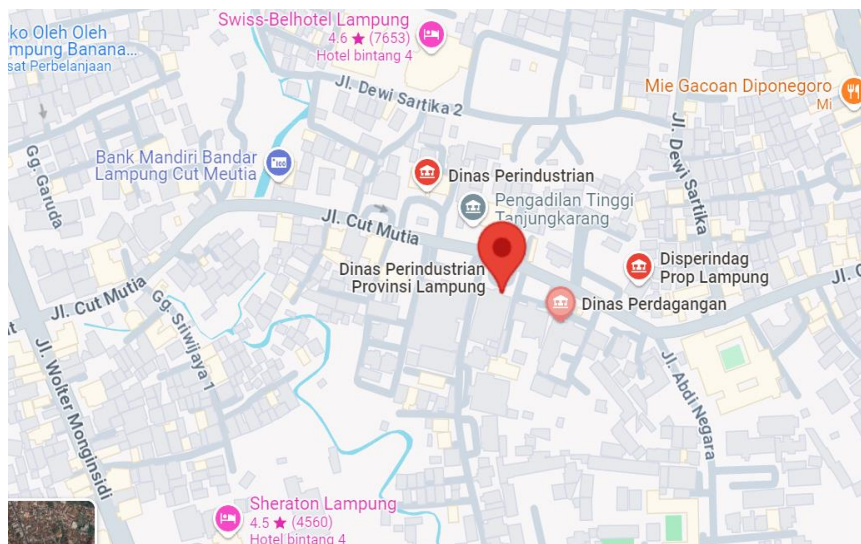 Swiss-Belhotel Lampung
4.6 ★ (7653)
Hotel bintang 4
ko Oleh Oleh
mpung Banana...
sat Perbelanjaan
Jl. Dewi Sartika 2
Mie Gacoan Diponegoro
Mi
Jl. Dewi Sartika
Gg. Garuda
Bank Mandiri Bandar
Lampung Cut Meutia
Dinas Perindustrian
Pengadilan Tinggi
Tanjungkarang
Jl. Cut Mutia
Dinas Perindustrian
Provinsi Lampung
Disperindag
Prop Lampung
Jl. C
Dinas Perdagangan
Jl. Cut Mutia
Gg. Sriwijaya 1
at
Jl. Wolter Monginsidi
Jl. Abdi Negara
Sheraton Lampung
4.5 ★ (4560)
Hotel bintang 4